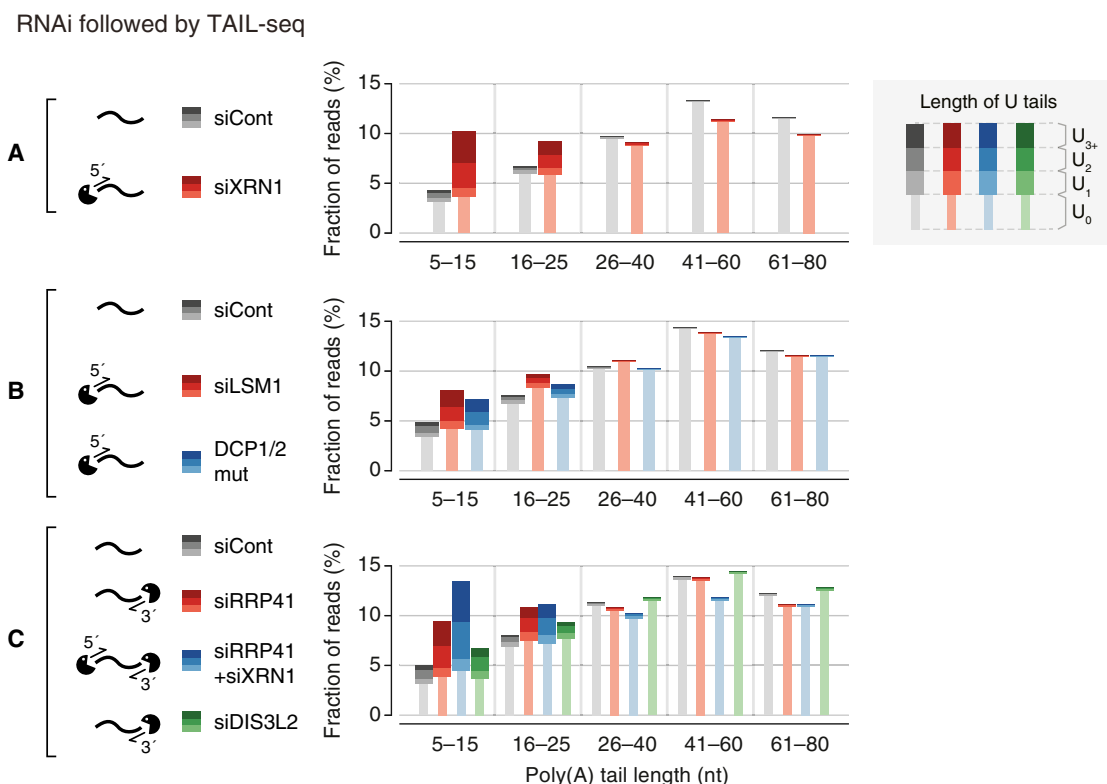 RNAi followed by TAIL-seq
A
siCont
5´
siXRN1
Fraction of reads (%)
15
10
5
0
5–15 16–25 26–40 41–60 61–80
Length of U tails
U3+
U2
U1
U0
B
siCont
5´
siLSM1
5´
DCP1/2
mut
Fraction of reads (%)
15
10
5
0
5–15 16–25 26–40 41–60 61–80
C
siCont
3´
siRRP41
5´
3´
siRRP41
+siXRN1
3´
siDIS3L2
Fraction of reads (%)
15
10
5
0
5–15 16–25 26–40 41–60 61–80
Poly(A) tail length (nt)